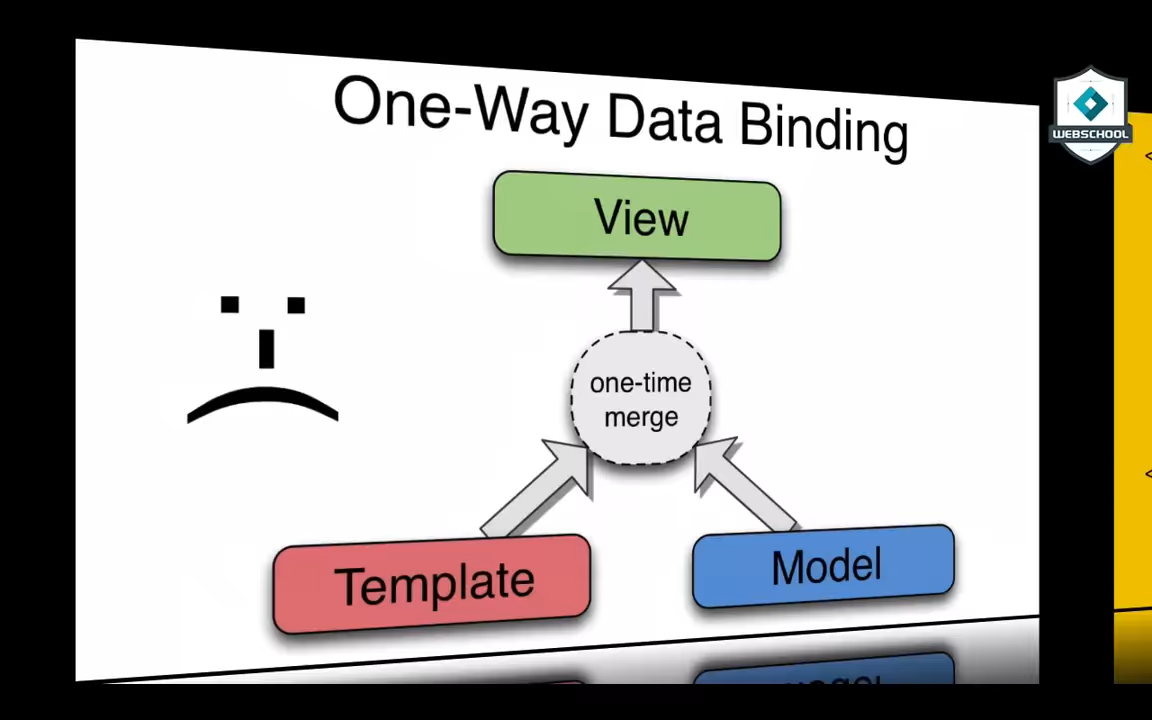 One-Way Data Binding
WEBSCHOOL
View
one-time
merge
Template
Model
<
<